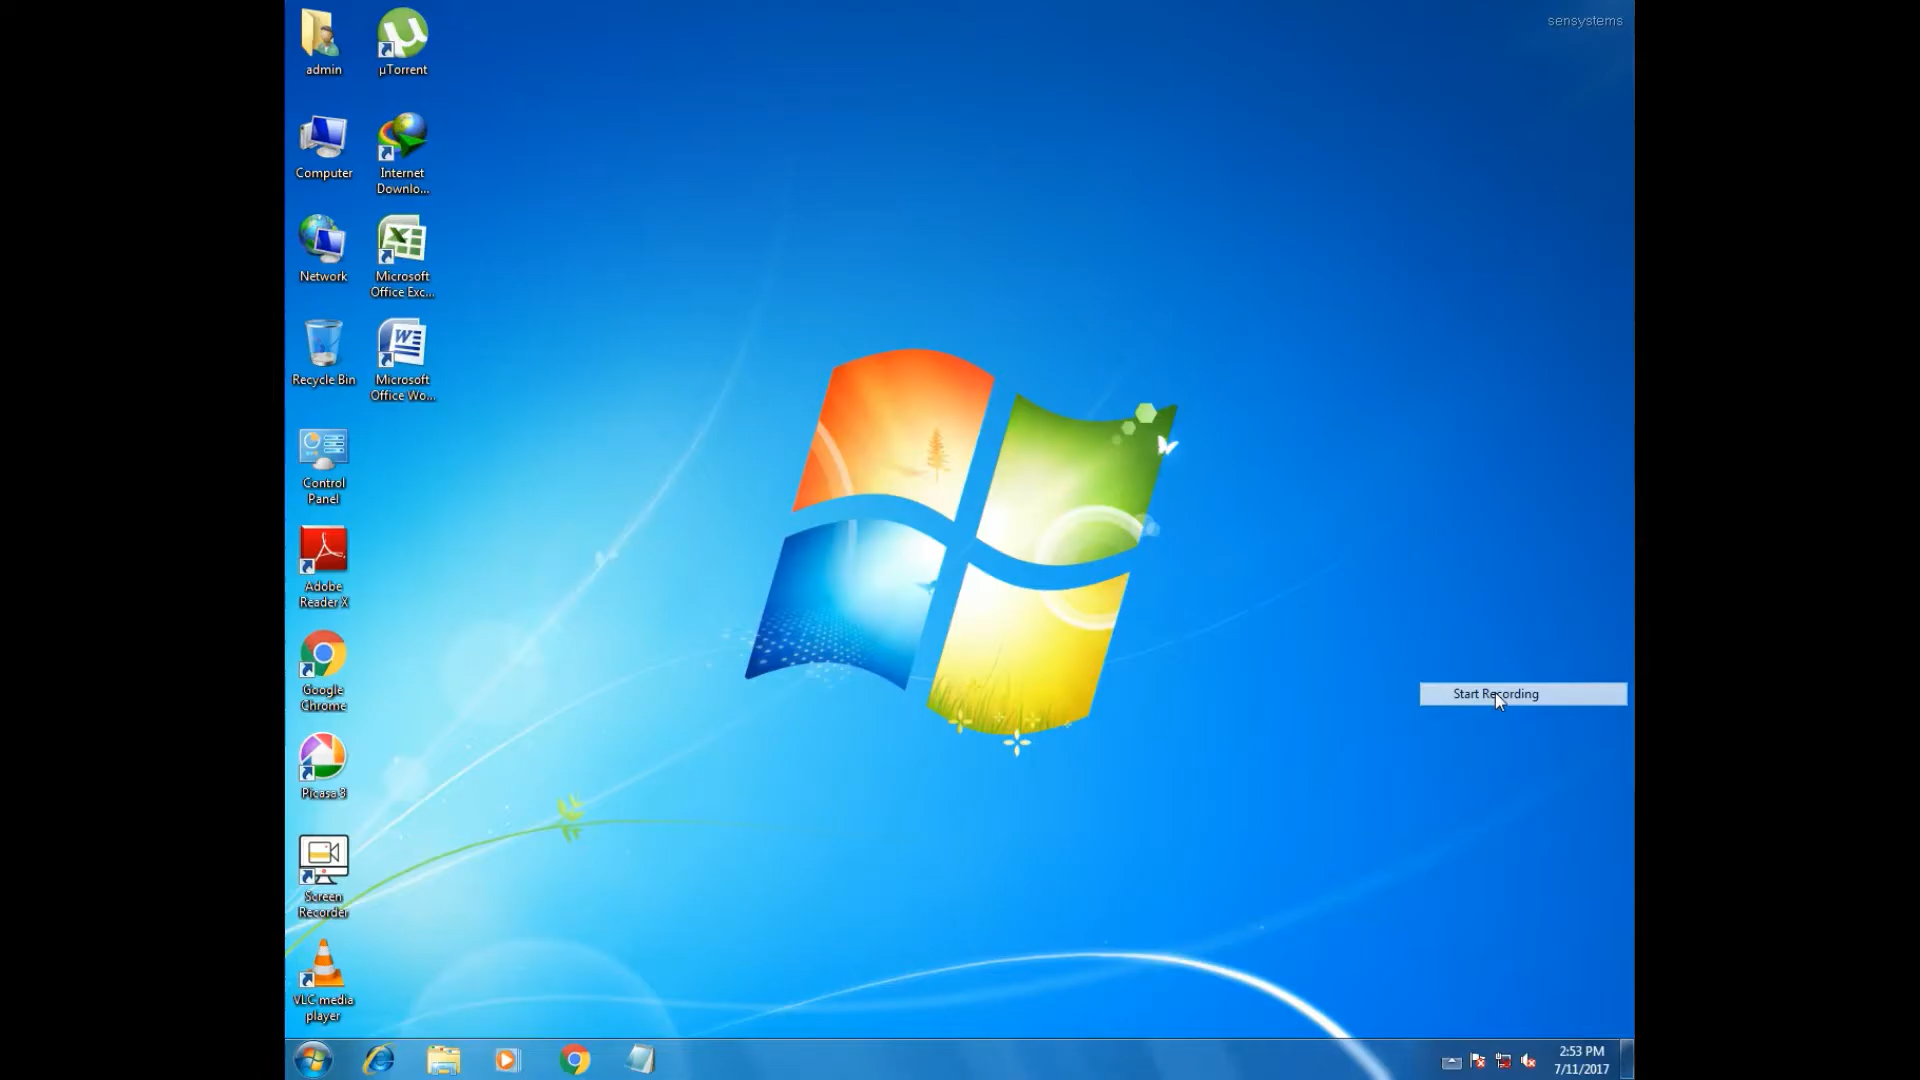 sensystems
admin
µTorrent
Computer
Internet
Downlo...
Network
Microsoft
Office Exc...
Recycle Bin
Microsoft
Office Wo...
Control
Panel
Adobe
Reader X
Google
Chrome
Picasa 3
Screen
Recorder
VLC media
player
Start Recording
2:53 PM
7/11/2017